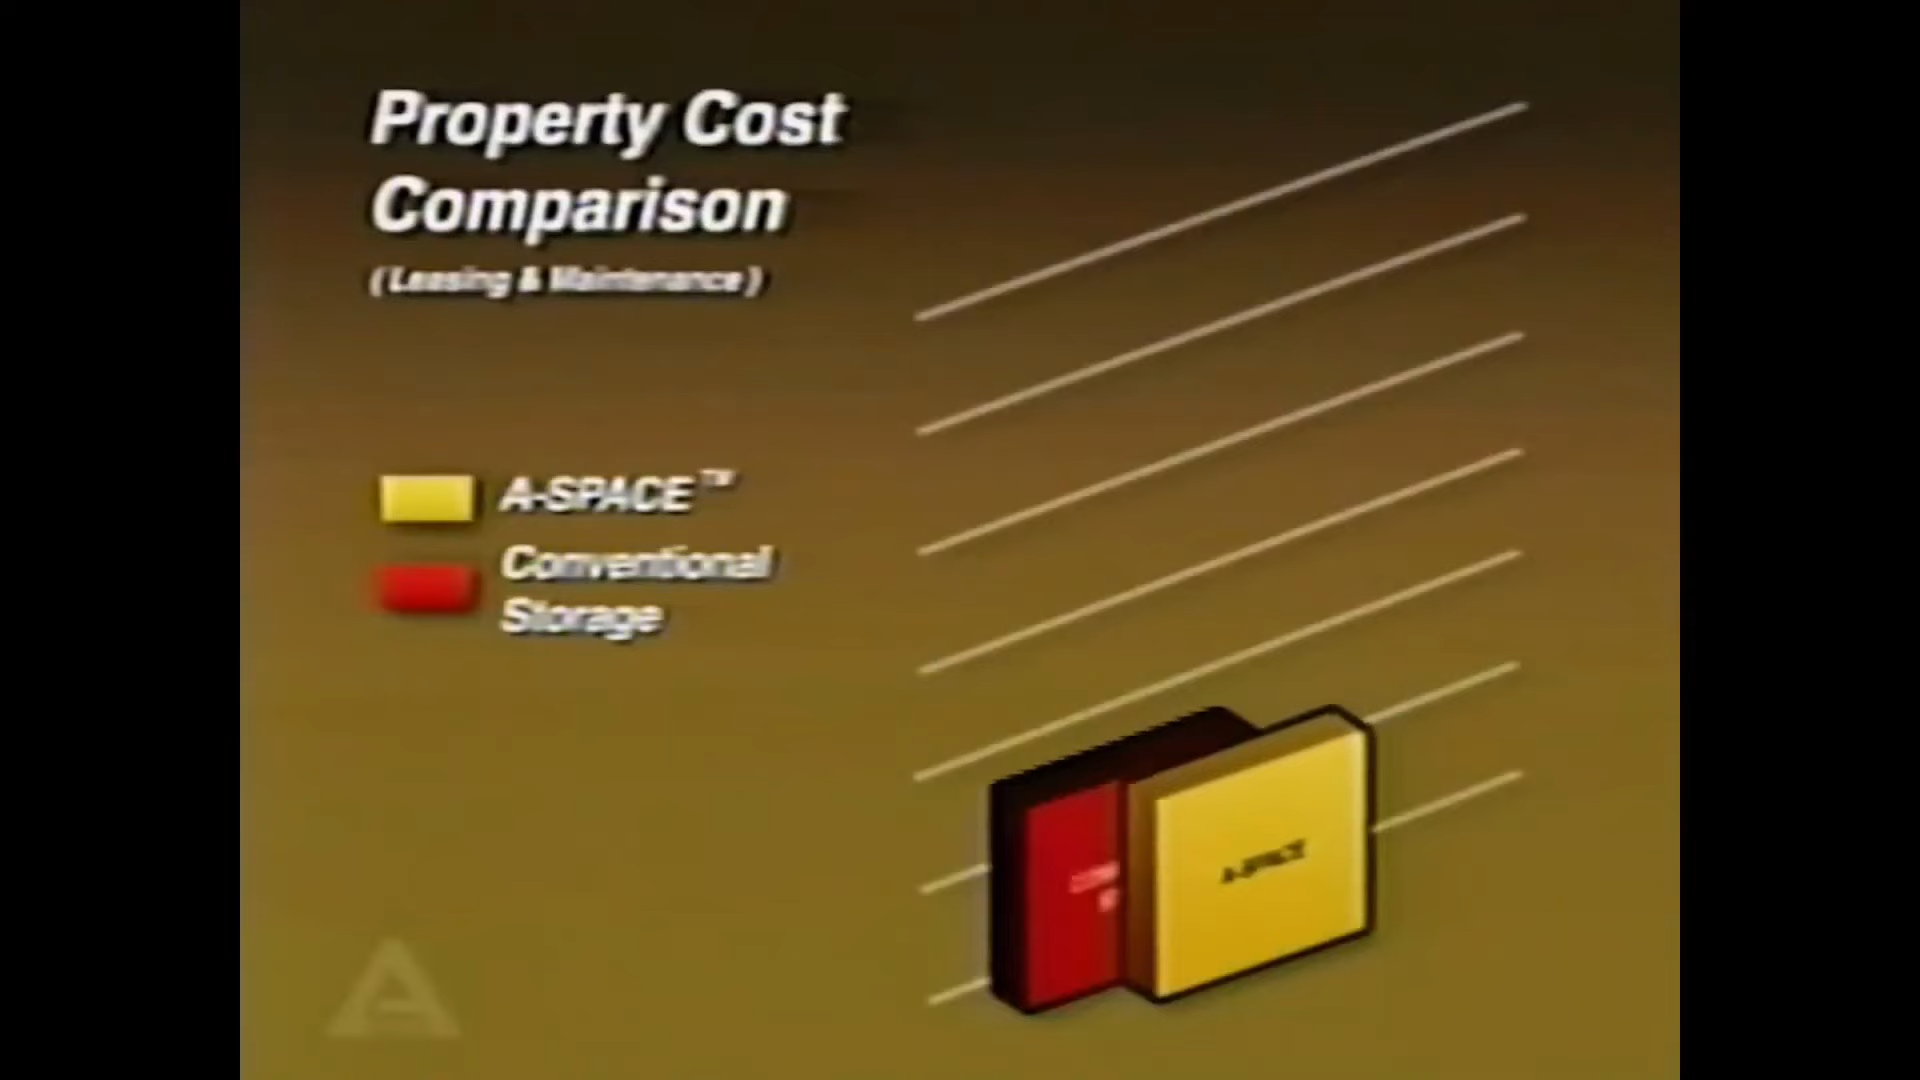 Property Cost
Comparison
(Leasing & Maintenance)
A-SPACE™
Conventional
Storage
A-SPACE